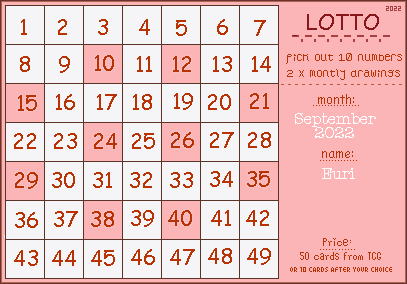 1 2 3 4 5 6 7
8 9 10 11 12 13 14
15 16 17 18 19 20 21
22 23 24 25 26 27 28
29 30 31 32 33 34 35
36 37 38 39 40 41 42
43 44 45 46 47 48 49
2022
LOTTO
pick out 10 numbers
2 x montly drawings
month:
September
2022
name:
Euri
Price:
50 cards from TCG
OR 10 CARDS AFTER YOUR CHOICE